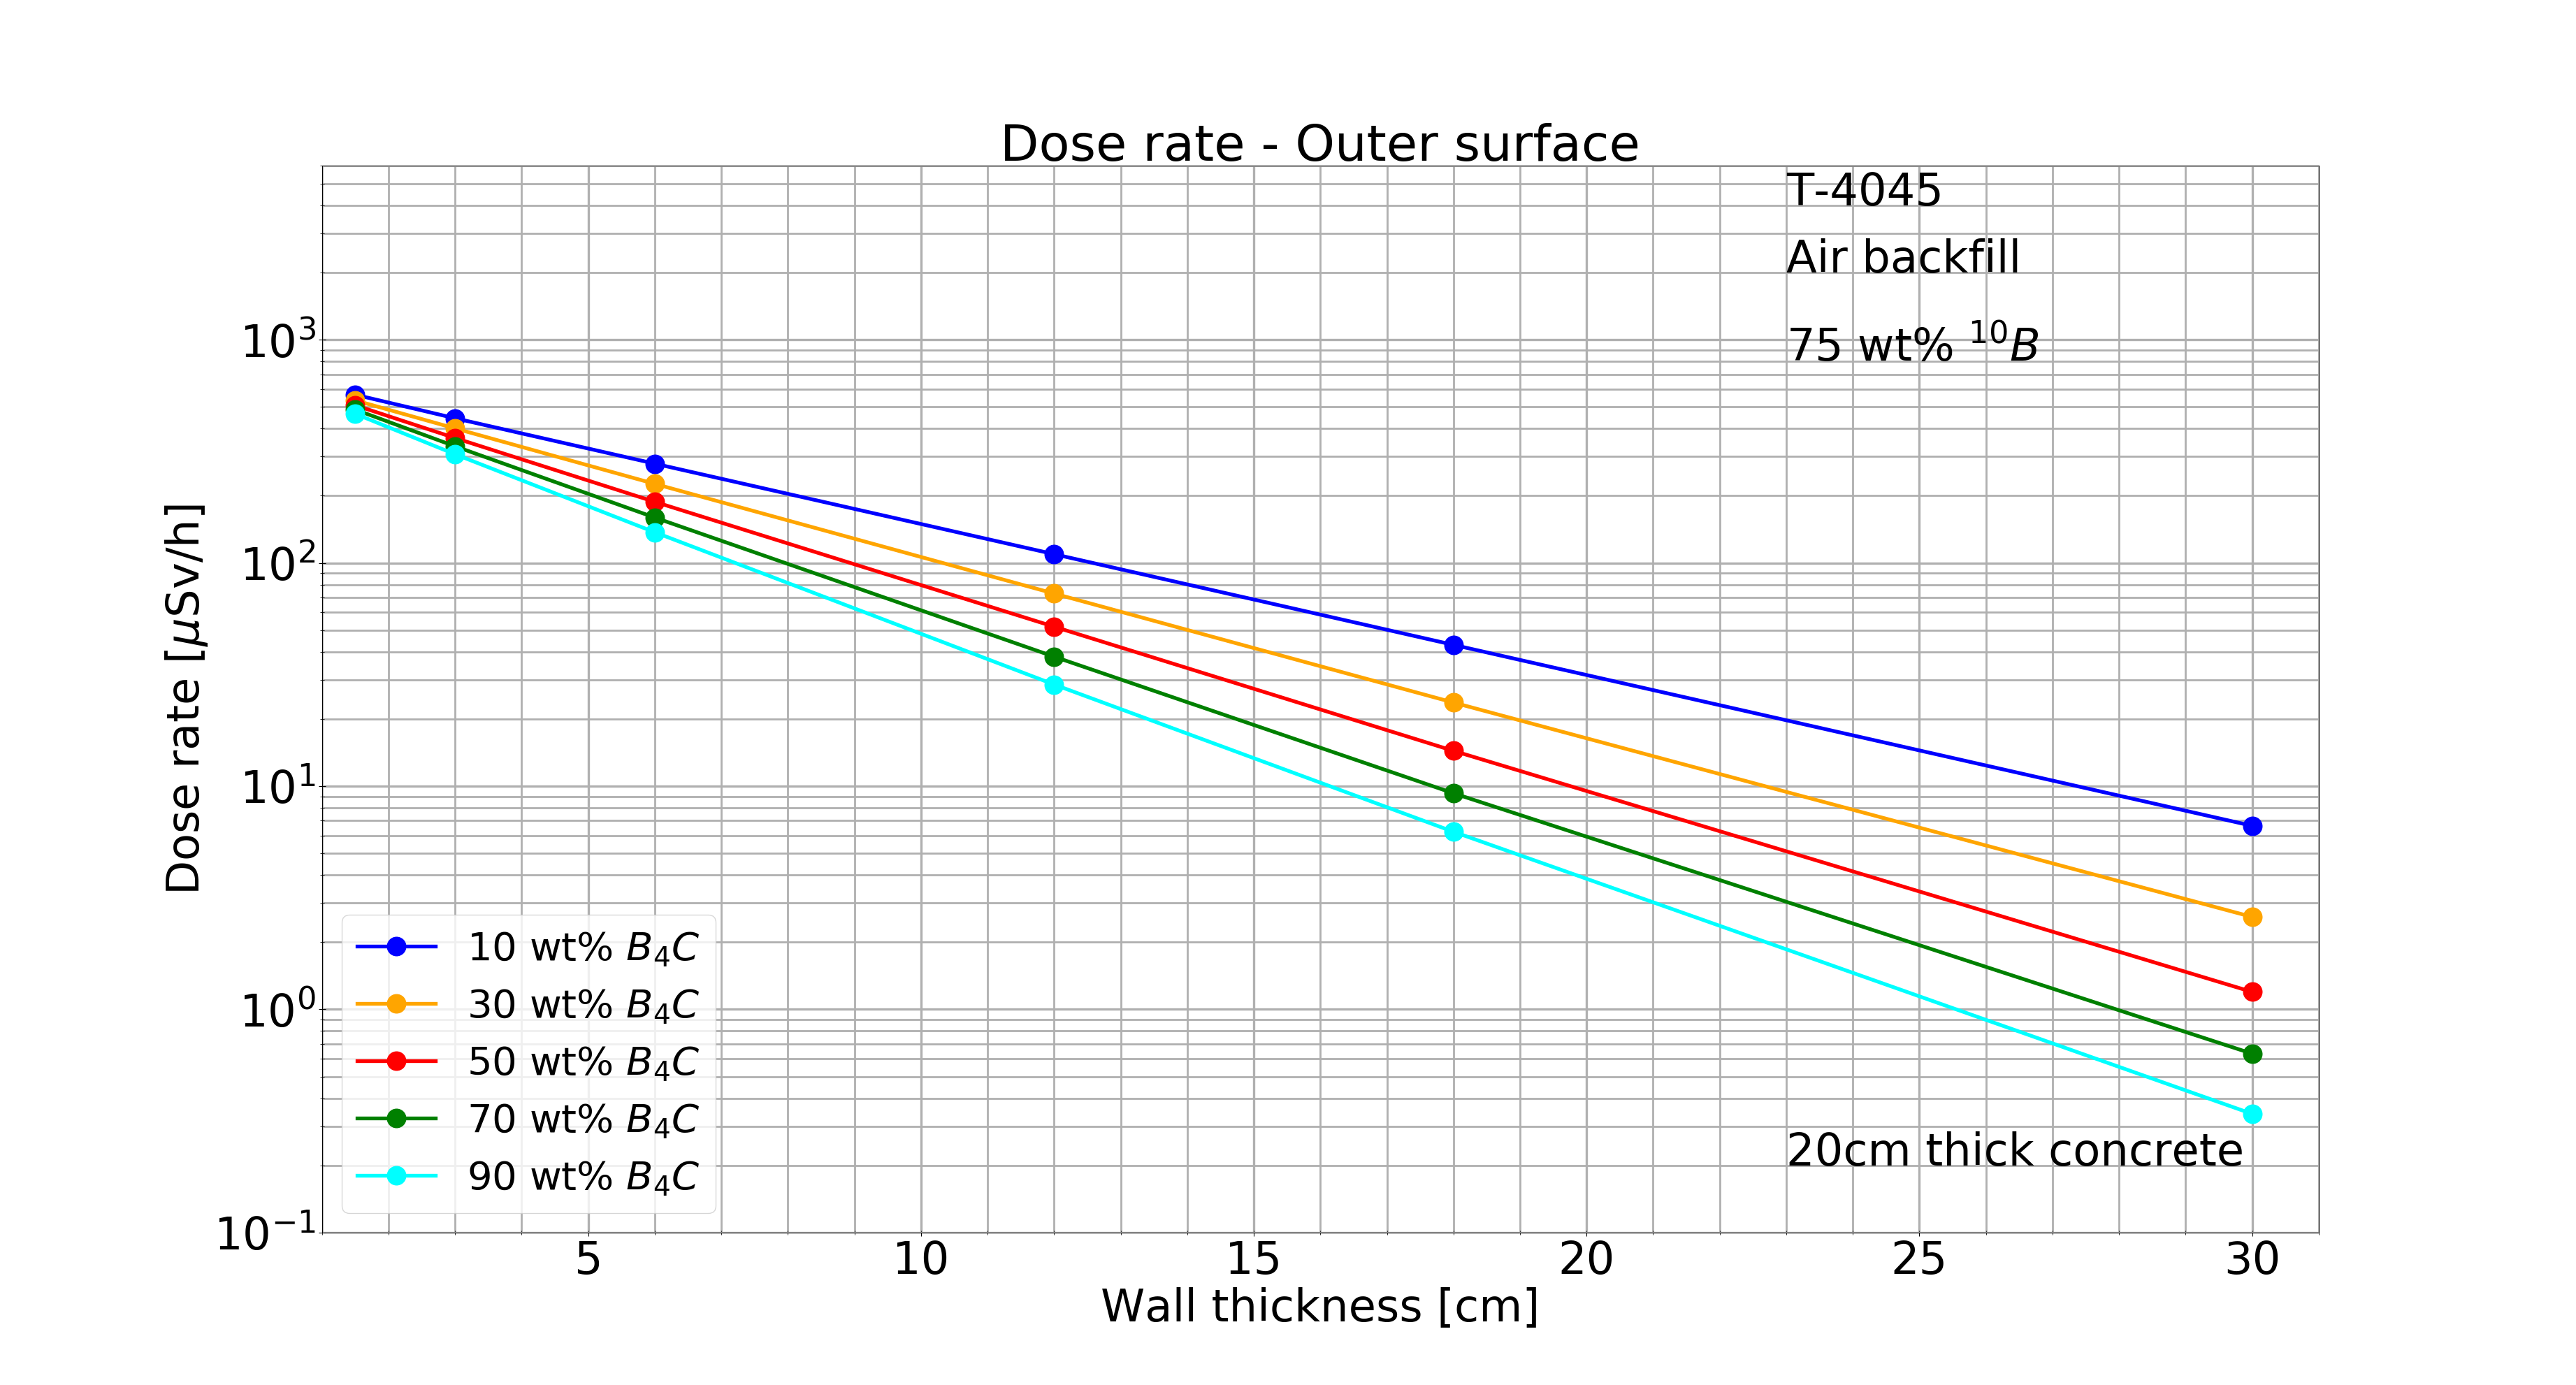 Dose rate - Outer surface
T-4045
Air backfill
75 wt% ¹⁰B
Dose rate [μSv/h]
10³
10²
10¹
10⁰
10⁻¹
10 wt% B₄C
30 wt% B₄C
50 wt% B₄C
70 wt% B₄C
90 wt% B₄C
20cm thick concrete
5 10 15 20 25 30
Wall thickness [cm]